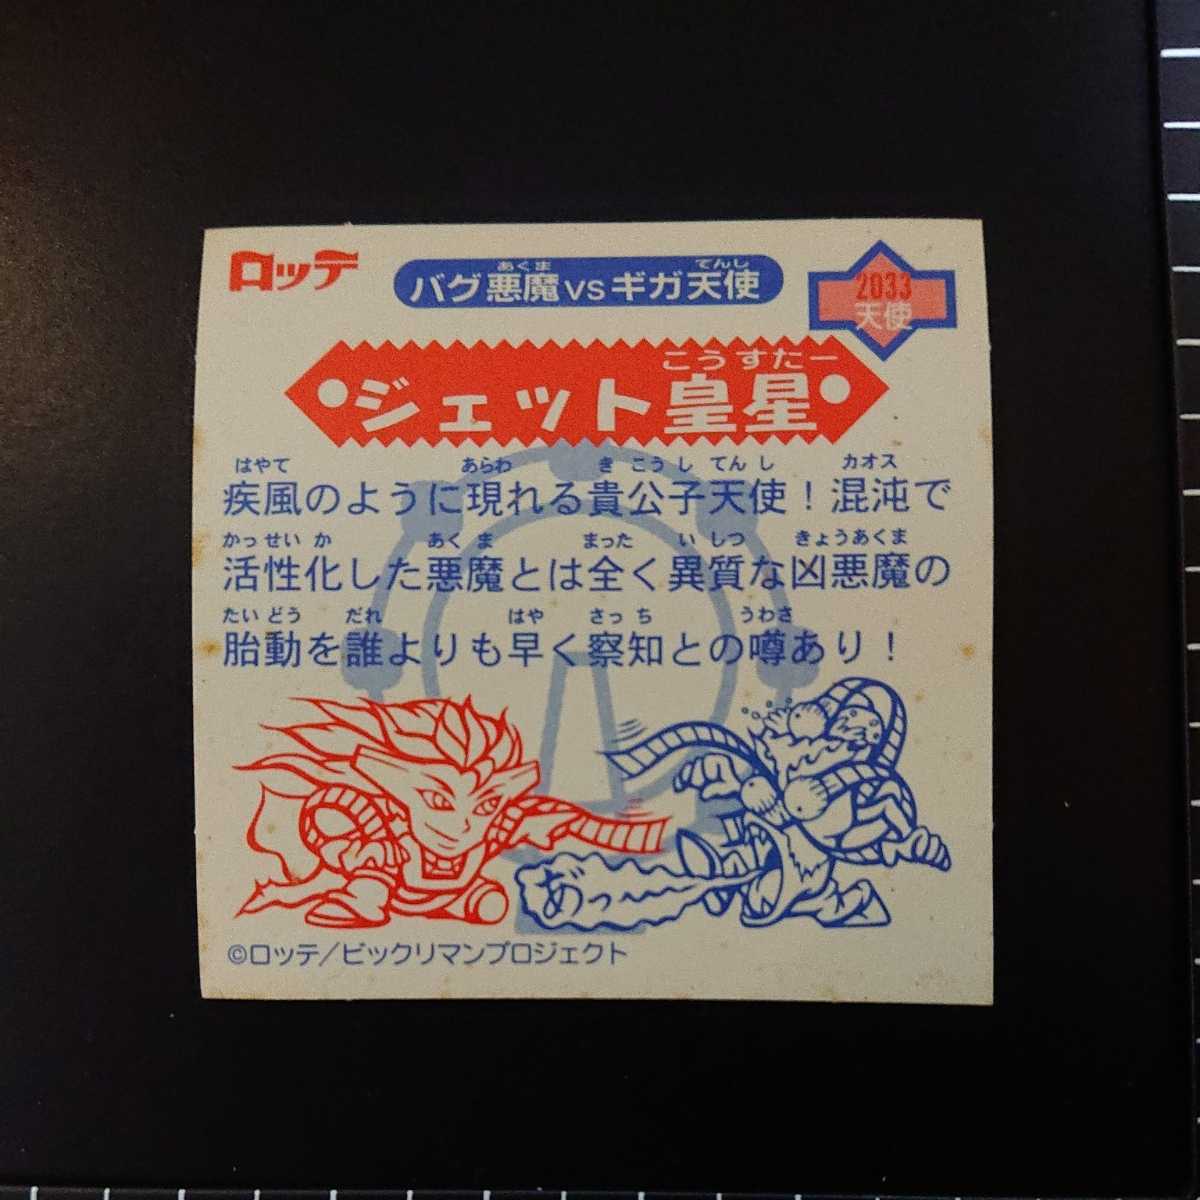 ロッテ
バグ悪魔vsギガ天使
あくま てんし
2033
天使
こうすたー
ジェット皇星
はやて あらわ きこうしてんし カオス
疾風のように現れる貴公子天使！混沌で
かっせいか あくま まった いしつ きょうあくま
活性化した悪魔とは全く異質な凶悪魔の
たいどう だれ はや さっち うわさ
胎動を誰よりも早く察知との噂あり！
あ゛っ〜〜
©ロッテ／ビックリマンプロジェクト